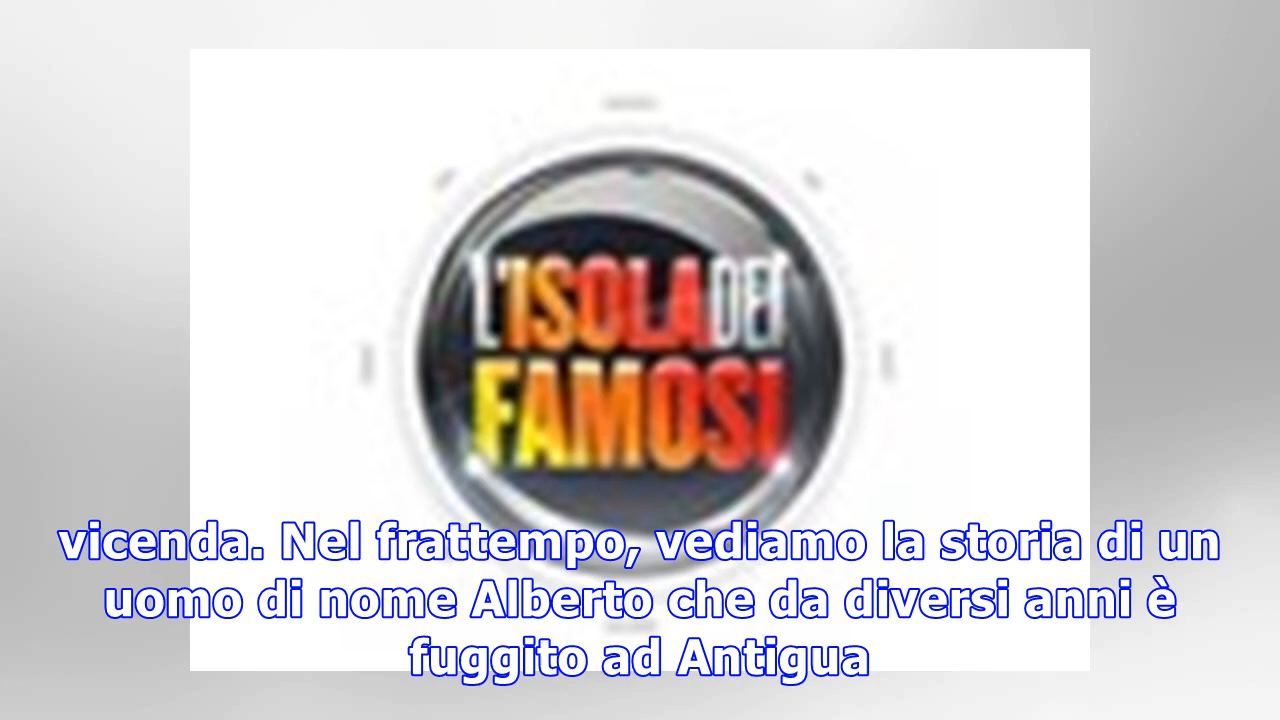 L'ISOLA DEI
FAMOSI
vicenda. Nel frattempo, vediamo la storia di un
uomo di nome Alberto che da diversi anni è
fuggito ad Antigua